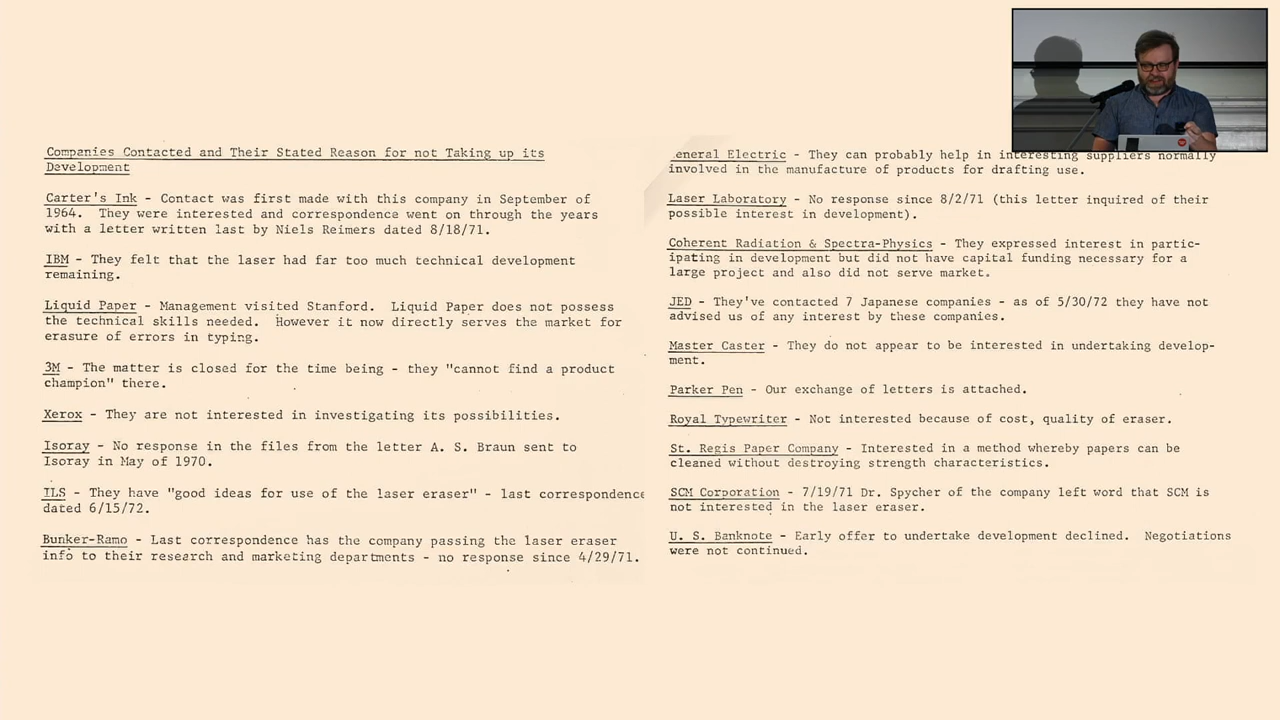 Companies Contacted and Their Stated Reason for not Taking up its
Development
Carter's Ink - Contact was first made with this company in September of
1964. They were interested and correspondence went on through the years
with a letter written last by Niels Reimers dated 8/18/71.
IBM - They felt that the laser had far too much technical development
remaining.
Liquid Paper - Management visited Stanford. Liquid Paper does not possess
the technical skills needed. However it now directly serves the market for
erasure of errors in typing.
3M - The matter is closed for the time being - they "cannot find a product
champion" there.
Xerox - They are not interested in investigating its possibilities.
Isoray - No response in the files from the letter A. S. Braun sent to
Isoray in May of 1970.
ILS - They have "good ideas for use of the laser eraser" - last correspondence
dated 6/15/72.
Bunker-Ramo - Last correspondence has the company passing the laser eraser
info to their research and marketing departments - no response since 4/29/71.
eneral Electric - They can probably help in interesting suppliers normally
involved in the manufacture of products for drafting use.
Laser Laboratory - No response since 8/2/71 (this letter inquired of their
possible interest in development).
Coherent Radiation & Spectra-Physics - They expressed interest in partic-
ipating in development but did not have capital funding necessary for a
large project and also did not serve market.
JED - They've contacted 7 Japanese companies - as of 5/30/72 they have not
advised us of any interest by these companies.
Master Caster - They do not appear to be interested in undertaking develop-
ment.
Parker Pen - Our exchange of letters is attached.
Royal Typewriter - Not interested because of cost, quality of eraser.
St. Regis Paper Company - Interested in a method whereby papers can be
cleaned without destroying strength characteristics.
SCM Corporation - 7/19/71 Dr. Spycher of the company left word that SCM is
not interested in the laser eraser.
U. S. Banknote - Early offer to undertake development declined. Negotiations
were not continued.